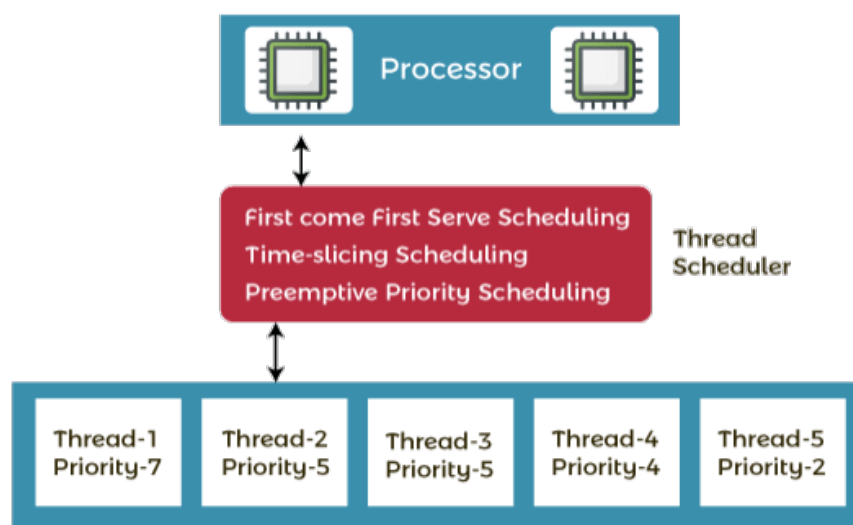 Processor
First come First Serve Scheduling
Time-slicing Scheduling
Preemptive Priority Scheduling
Thread
Scheduler
Thread-1
Priority-7
Thread-2
Priority-5
Thread-3
Priority-5
Thread-4
Priority-4
Thread-5
Priority-2